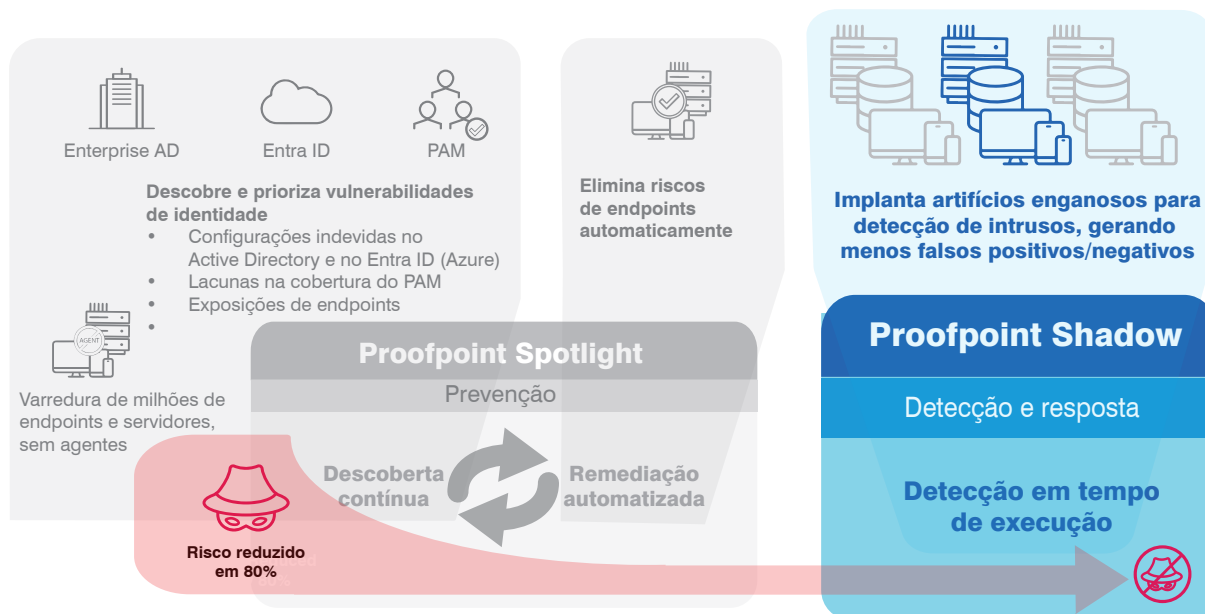 Enterprise AD
Entra ID
PAM
Descobre e prioriza vulnerabilidades
de identidade
• Configurações indevidas no
Active Directory e no Entra ID (Azure)
• Lacunas na cobertura do PAM
• Exposições de endpoints
•
AGENT
Varredura de milhões de
endpoints e servidores,
sem agentes
Elimina riscos
de endpoints
automaticamente
Proofpoint Spotlight
Prevenção
Descoberta
contínua
Remediação
automatizada
Risco reduzido
em 80%
Implanta artifícios enganosos para
detecção de intrusos, gerando
menos falsos positivos/negativos
Proofpoint Shadow
Detecção e resposta
Detecção em tempo
de execução